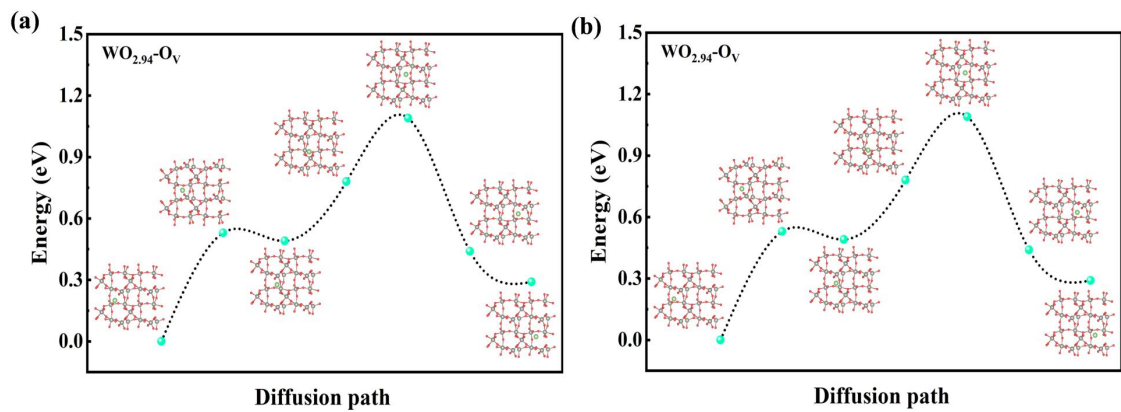 (a)
1.5
1.2
0.9
0.6
0.3
0.0
Energy (eV)
WO2.94-OV
Diffusion path
(b)
1.5
1.2
0.9
0.6
0.3
0.0
Energy (eV)
WO2.94-OV
Diffusion path